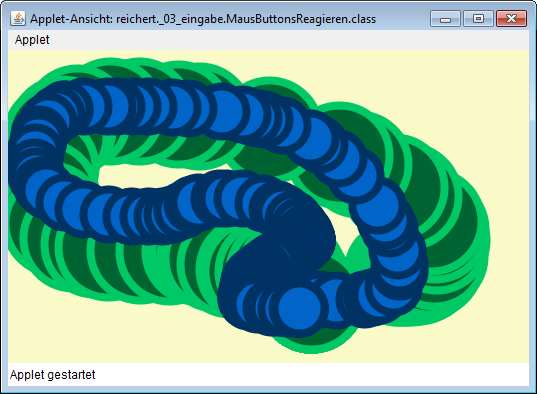 Applet-Ansicht: reichert._03_eingabe.MausButtonsReagieren.class
Applet
Applet gestartet